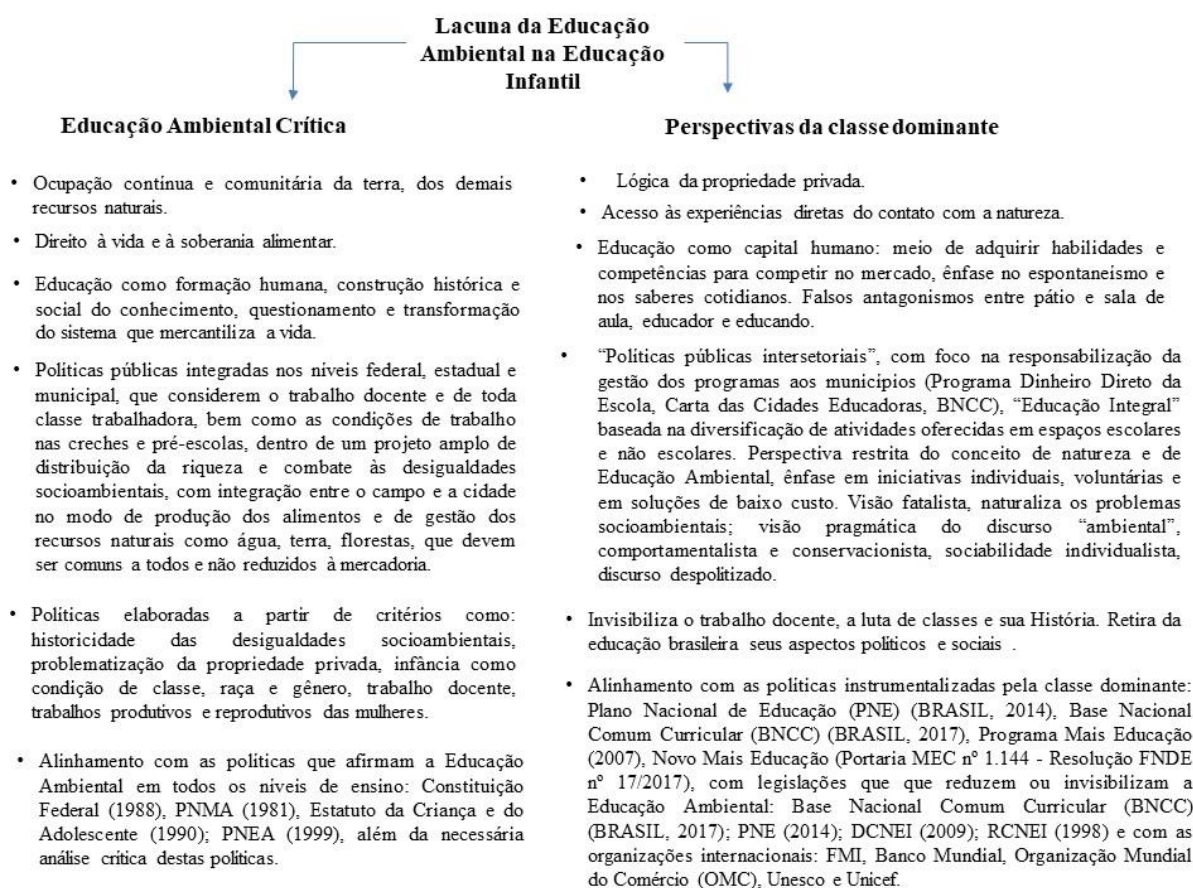 Lacuna da Educação
Ambiental na Educação
Infantil
Educação Ambiental Crítica
• Ocupação contínua e comunitária da terra, dos demais
recursos naturais.
• Direito à vida e à soberania alimentar.
• Educação como formação humana, construção histórica e
social do conhecimento, questionamento e transformação
do sistema que mercantiliza a vida.
• Políticas públicas integradas nos níveis federal, estadual e
municipal, que considerem o trabalho docente e de toda
classe trabalhadora, bem como as condições de trabalho
nas creches e pré-escolas, dentro de um projeto amplo de
distribuição da riqueza e combate às desigualdades
socioambientais, com integração entre o campo e a cidade
no modo de produção dos alimentos e de gestão dos
recursos naturais como água, terra, florestas, que devem
ser comuns a todos e não reduzidos à mercadoria.
• Políticas elaboradas a partir de critérios como:
historicidade das desigualdades socioambientais,
problematização da propriedade privada, infância como
condição de classe, raça e gênero, trabalho docente,
trabalhos produtivos e reprodutivos das mulheres.
• Alinhamento com as políticas que afirmam a Educação
Ambiental em todos os níveis de ensino: Constituição
Federal (1988), PNMA (1981), Estatuto da Criança e do
Adolescente (1990); PNEA (1999), além da necessária
análise crítica destas políticas.
Perspectivas da classe dominante
• Lógica da propriedade privada.
• Acesso às experiências diretas do contato com a natureza.
• Educação como capital humano: meio de adquirir habilidades e
competências para competir no mercado, ênfase no espontaneismo e
nos saberes cotidianos. Falsos antagonismos entre pátio e sala de
aula, educador e educando.
• “Políticas públicas intersetoriais”, com foco na responsabilização da
gestão dos programas aos municípios (Programa Dinheiro Direto da
Escola, Carta das Cidades Educadoras, BNCC), “Educação Integral”
baseada na diversificação de atividades oferecidas em espaços escolares
e não escolares. Perspectiva restrita do conceito de natureza e de
Educação Ambiental, ênfase em iniciativas individuais, voluntárias e
em soluções de baixo custo. Visão fatalista, naturaliza os problemas
socioambientais; visão pragmática do discurso “ambiental”,
comportamentalista e conservacionista, sociabilidade individualista,
discurso despolitizado.
• Invisibiliza o trabalho docente, a luta de classes e sua História. Retira da
educação brasileira seus aspectos políticos e sociais .
• Alinhamento com as políticas instrumentalizadas pela classe dominante:
Plano Nacional de Educação (PNE) (BRASIL, 2014), Base Nacional
Comum Curricular (BNCC) (BRASIL, 2017), Programa Mais Educação
(2007), Novo Mais Educação (Portaria MEC nº 1.144 - Resolução FNDE
nº 17/2017), com legislações que que reduzem ou invisibilizam a
Educação Ambiental: Base Nacional Comum Curricular (BNCC)
(BRASIL, 2017); PNE (2014); DCNEI (2009); RCNEI (1998) e com as
organizações internacionais: FMI, Banco Mundial, Organização Mundial
do Comércio (OMC), Unesco e Unicef.